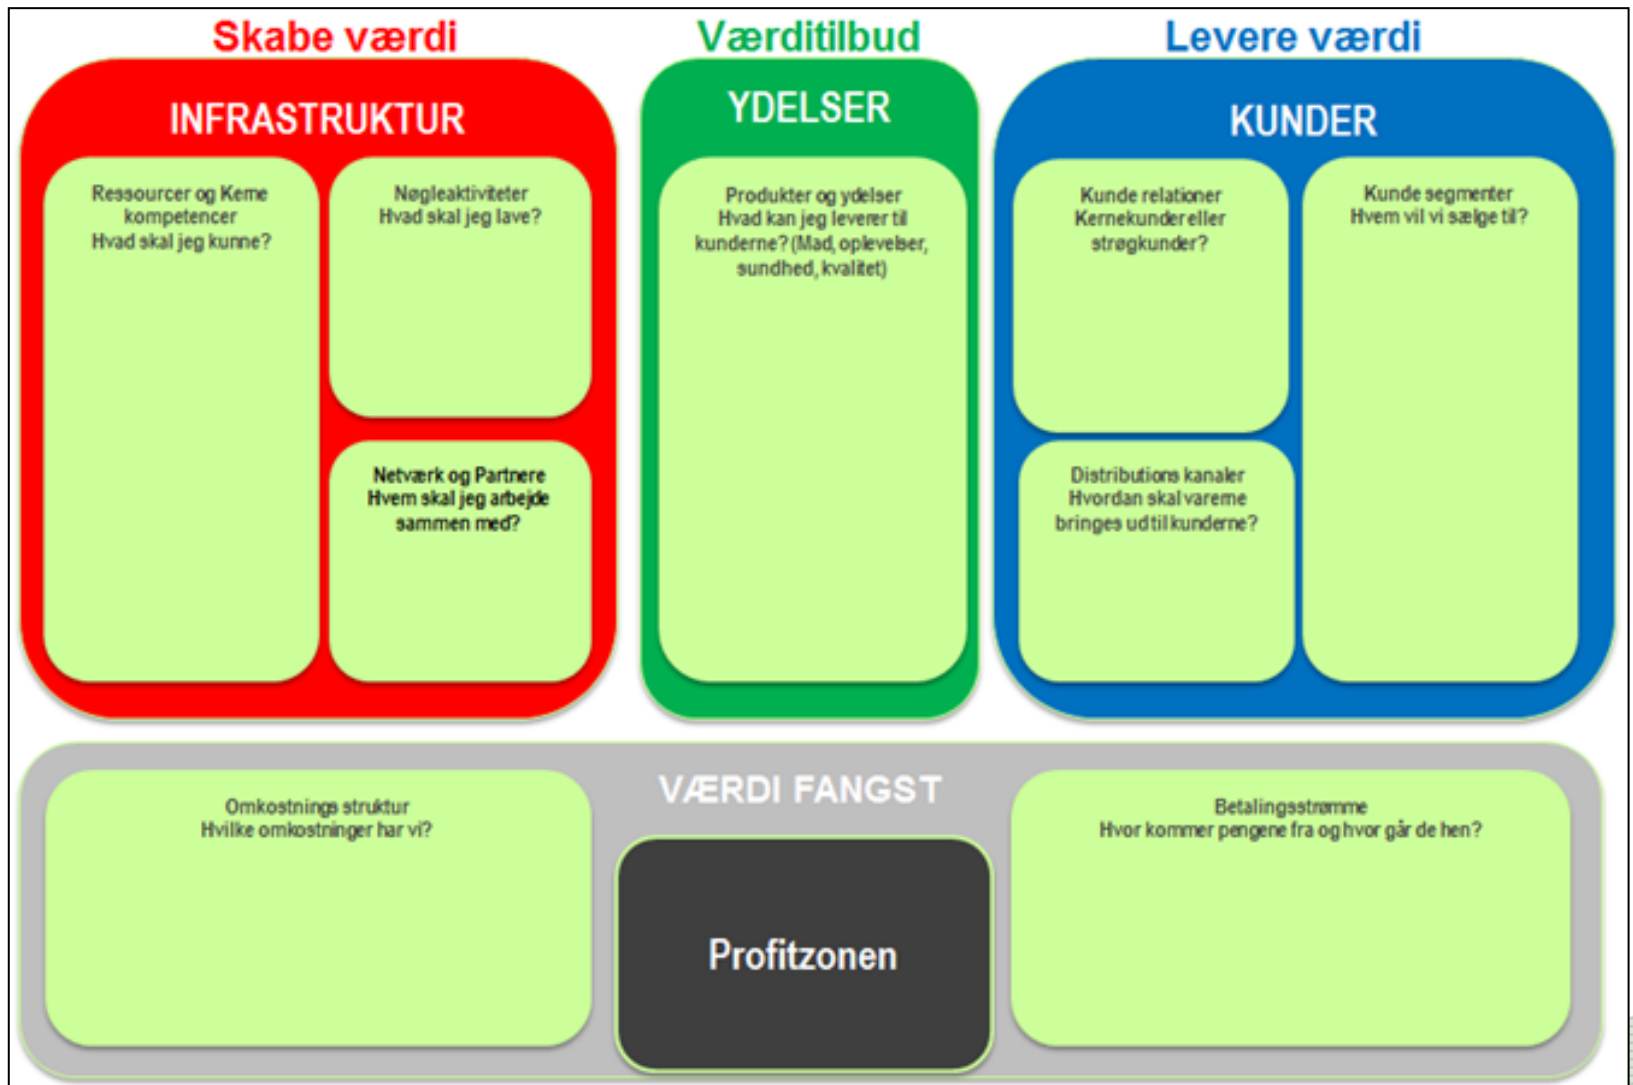 Skabe værdi
INFRASTRUKTUR
Ressourcer og Kerne
kompetencer
Hvad skal jeg kunne?
Nøgleaktiviteter
Hvad skal jeg lave?
Netværk og Partnere
Hvem skal jeg arbejde
sammen med?
Værditilbud
YDELSER
Produkter og ydelser
Hvad kan jeg leverer til
kunderne? (Mad, oplevelser,
sundhed, kvalitet)
Levere værdi
KUNDER
Kunde relationer
Kernekunder eller
strøgkunder?
Distributions kanaler
Hvordan skal varerne
bringes ud til kunderne?
Kunde segmenter
Hvem vil vi sælge til?
VÆRDI FANGST
Omkostnings struktur
Hvilke omkostninger har vi?
Profitzonen
Betalingsstrømme
Hvor kommer pengene fra og hvor går de hen?